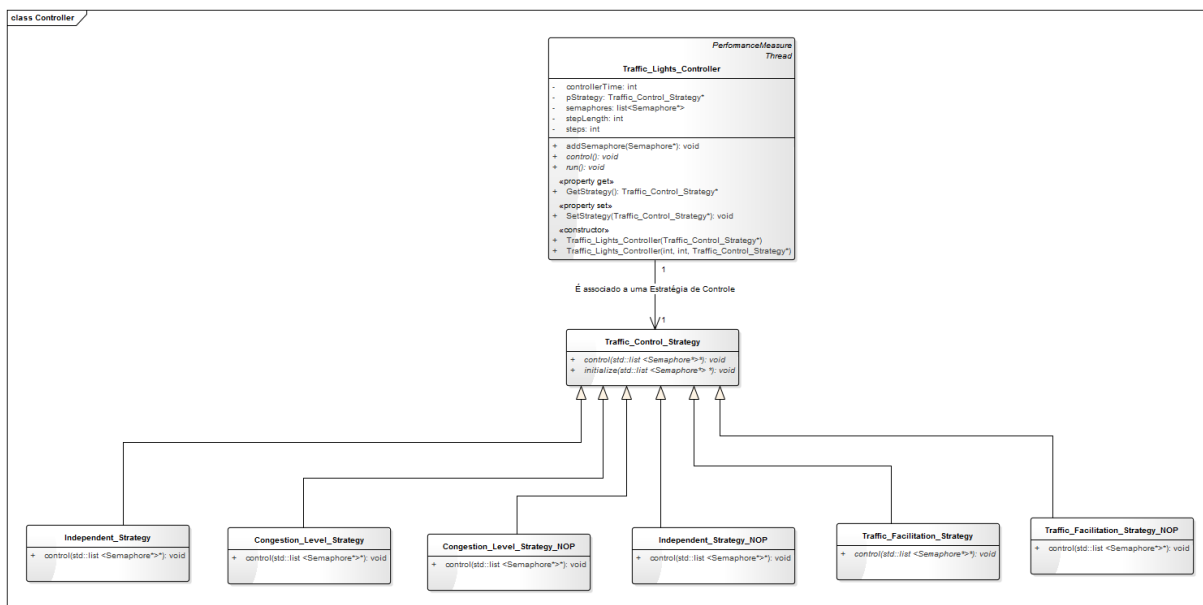 class Controller
PerformanceMeasure
Thread
Traffic_Lights_Controller
- controllerTime: int
- pStrategy: Traffic_Control_Strategy*
- semaphores: list<Semaphore*>
- stepLength: int
- steps: int
+ addSemaphore(Semaphore*): void
+ control(): void
+ run(): void
«property get»
+ GetStrategy(): Traffic_Control_Strategy*
«property set»
+ SetStrategy(Traffic_Control_Strategy*): void
«constructor»
+ Traffic_Lights_Controller(Traffic_Control_Strategy*)
+ Traffic_Lights_Controller(int, int, Traffic_Control_Strategy*)
1
É associado a uma Estratégia de Controle
1
Traffic_Control_Strategy
+ control(std::list <Semaphore*>*): void
+ initialize(std::list <Semaphore*> *): void
Independent_Strategy
+ control(std::list <Semaphore*>*): void
Congestion_Level_Strategy
+ control(std::list <Semaphore*>*): void
Congestion_Level_Strategy_NOP
+ control(std::list <Semaphore*>*): void
Independent_Strategy_NOP
+ control(std::list <Semaphore*>*): void
Traffic_Facilitation_Strategy
+ control(std::list <Semaphore*>*): void
Traffic_Facilitation_Strategy_NOP
+ control(std::list <Semaphore*>*): void